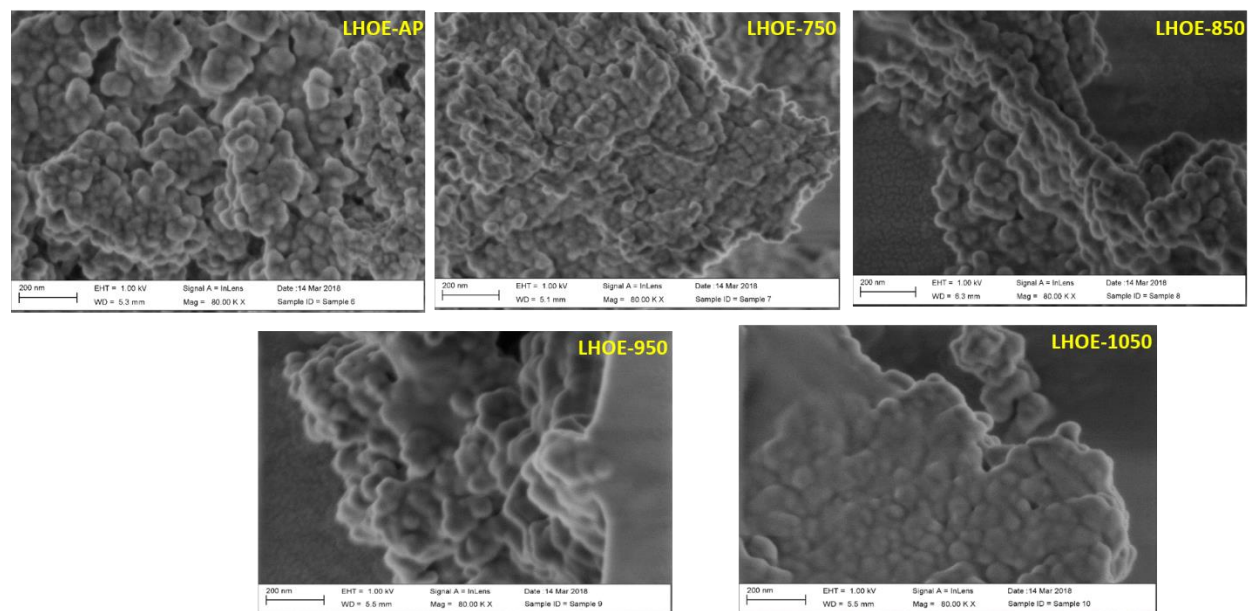 LHOE-AP
LHOE-750
LHOE-850
200 nm EHT = 1.00 kV Signal A = InLens Date :14 Mar 2018
WD = 5.3 mm Mag = 80.00 K X Sample ID = Sample 6
200 nm EHT = 1.00 kV Signal A = InLens Date :14 Mar 2018
WD = 5.1 mm Mag = 80.00 K X Sample ID = Sample 7
200 nm EHT = 1.00 kV Signal A = InLens Date :14 Mar 2018
WD = 6.3 mm Mag = 80.00 K X Sample ID = Sample 8
LHOE-950
LHOE-1050
200 nm EHT = 1.00 kV Signal A = InLens Date :14 Mar 2018
WD = 5.5 mm Mag = 80.00 K X Sample ID = Sample 9
200 nm EHT = 1.00 kV Signal A = InLens Date :14 Mar 2018
WD = 5.5 mm Mag = 80.00 K X Sample ID = Sample 10